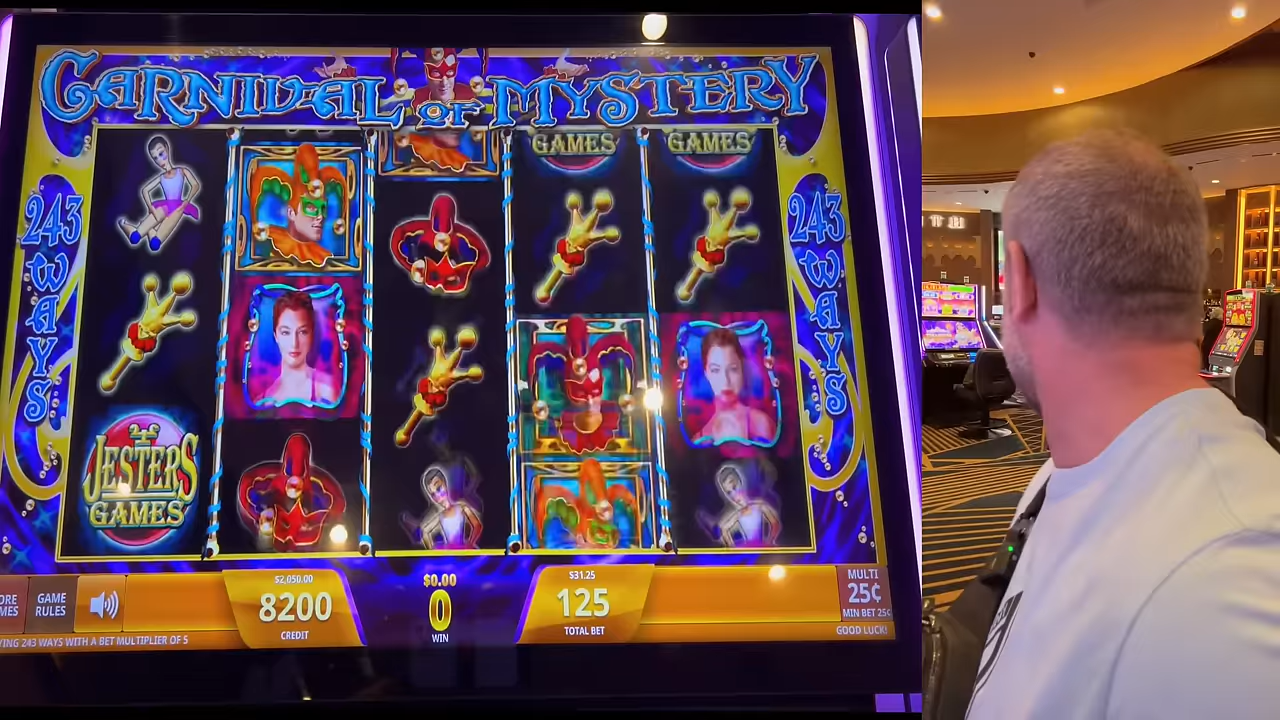 CARNIVAL OF MYSTERY
GAMES
GAMES
243
WAYS
243
WAYS
JESTERS
GAMES
GAME
RULES
$2,050.00
8200
CREDIT
$0.00
0
WIN
$31.25
125
TOTAL BET
MULTI
25¢
MIN BET 25¢
GOOD LUCK!
243 WAYS WITH A BET MULTIPLIER OF 5